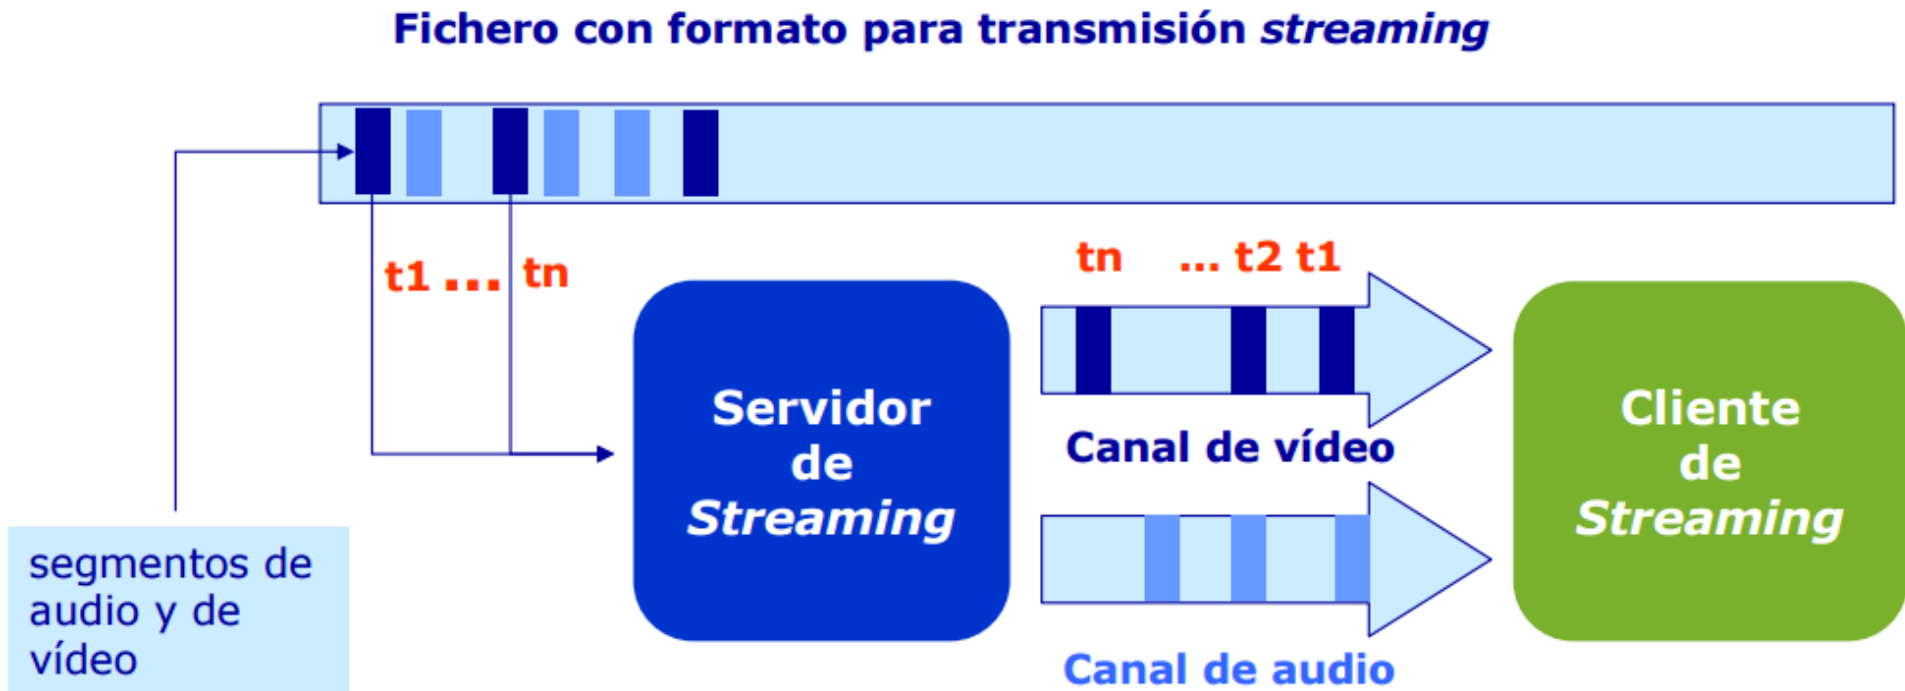 Fichero con formato para transmisión streaming
t1 ... tn
tn ... t2 t1
Servidor
de
Streaming
Canal de vídeo
Cliente
de
Streaming
segmentos de
audio y de
vídeo
Canal de audio